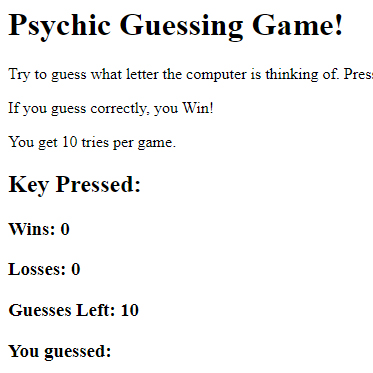 Psychic Guessing Game!
Try to guess what letter the computer is thinking of.
If you guess correctly, you Win!
You get 10 tries per game.
Key Pressed:
Wins: 0
Losses: 0
Guesses Left: 10
You guessed: